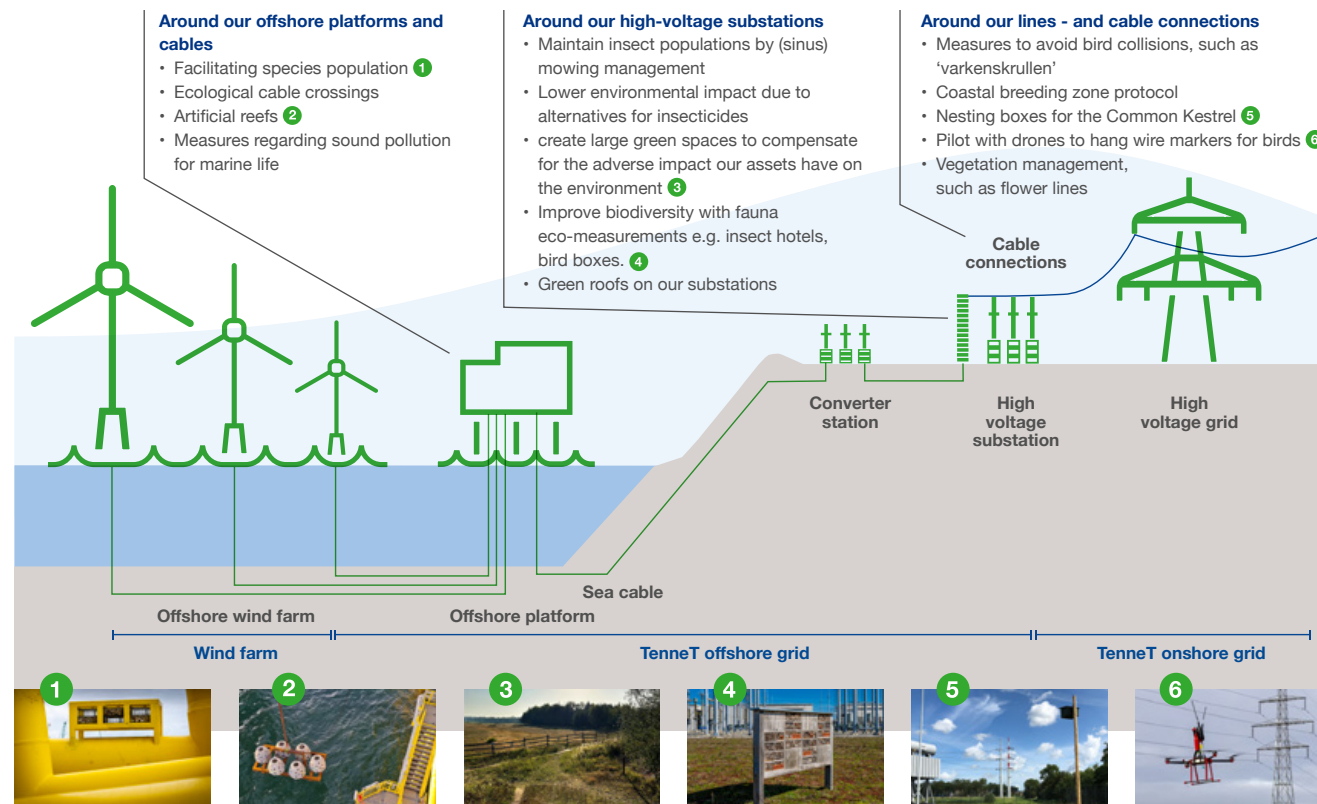 Around our offshore platforms and
cables
• Facilitating species population 1
• Ecological cable crossings
• Artificial reefs 2
• Measures regarding sound pollution
for marine life
Around our high-voltage substations
• Maintain insect populations by (sinus)
mowing management
• Lower environmental impact due to
alternatives for insecticides
• create large green spaces to compensate
for the adverse impact our assets have on
the environment 3
• Improve biodiversity with fauna
eco-measurements e.g. insect hotels,
bird boxes. 4
• Green roofs on our substations
Around our lines - and cable connections
• Measures to avoid bird collisions, such as
‘varkenskrullen’
• Coastal breeding zone protocol
• Nesting boxes for the Common Kestrel 5
• Pilot with drones to hang wire markers for birds 6
• Vegetation management,
such as flower lines
Cable
connections
Converter
station
High
voltage
substation
High
voltage grid
Sea cable
Offshore wind farm
Offshore platform
Wind farm
TenneT offshore grid
TenneT onshore grid
1
2
3
4
5
6